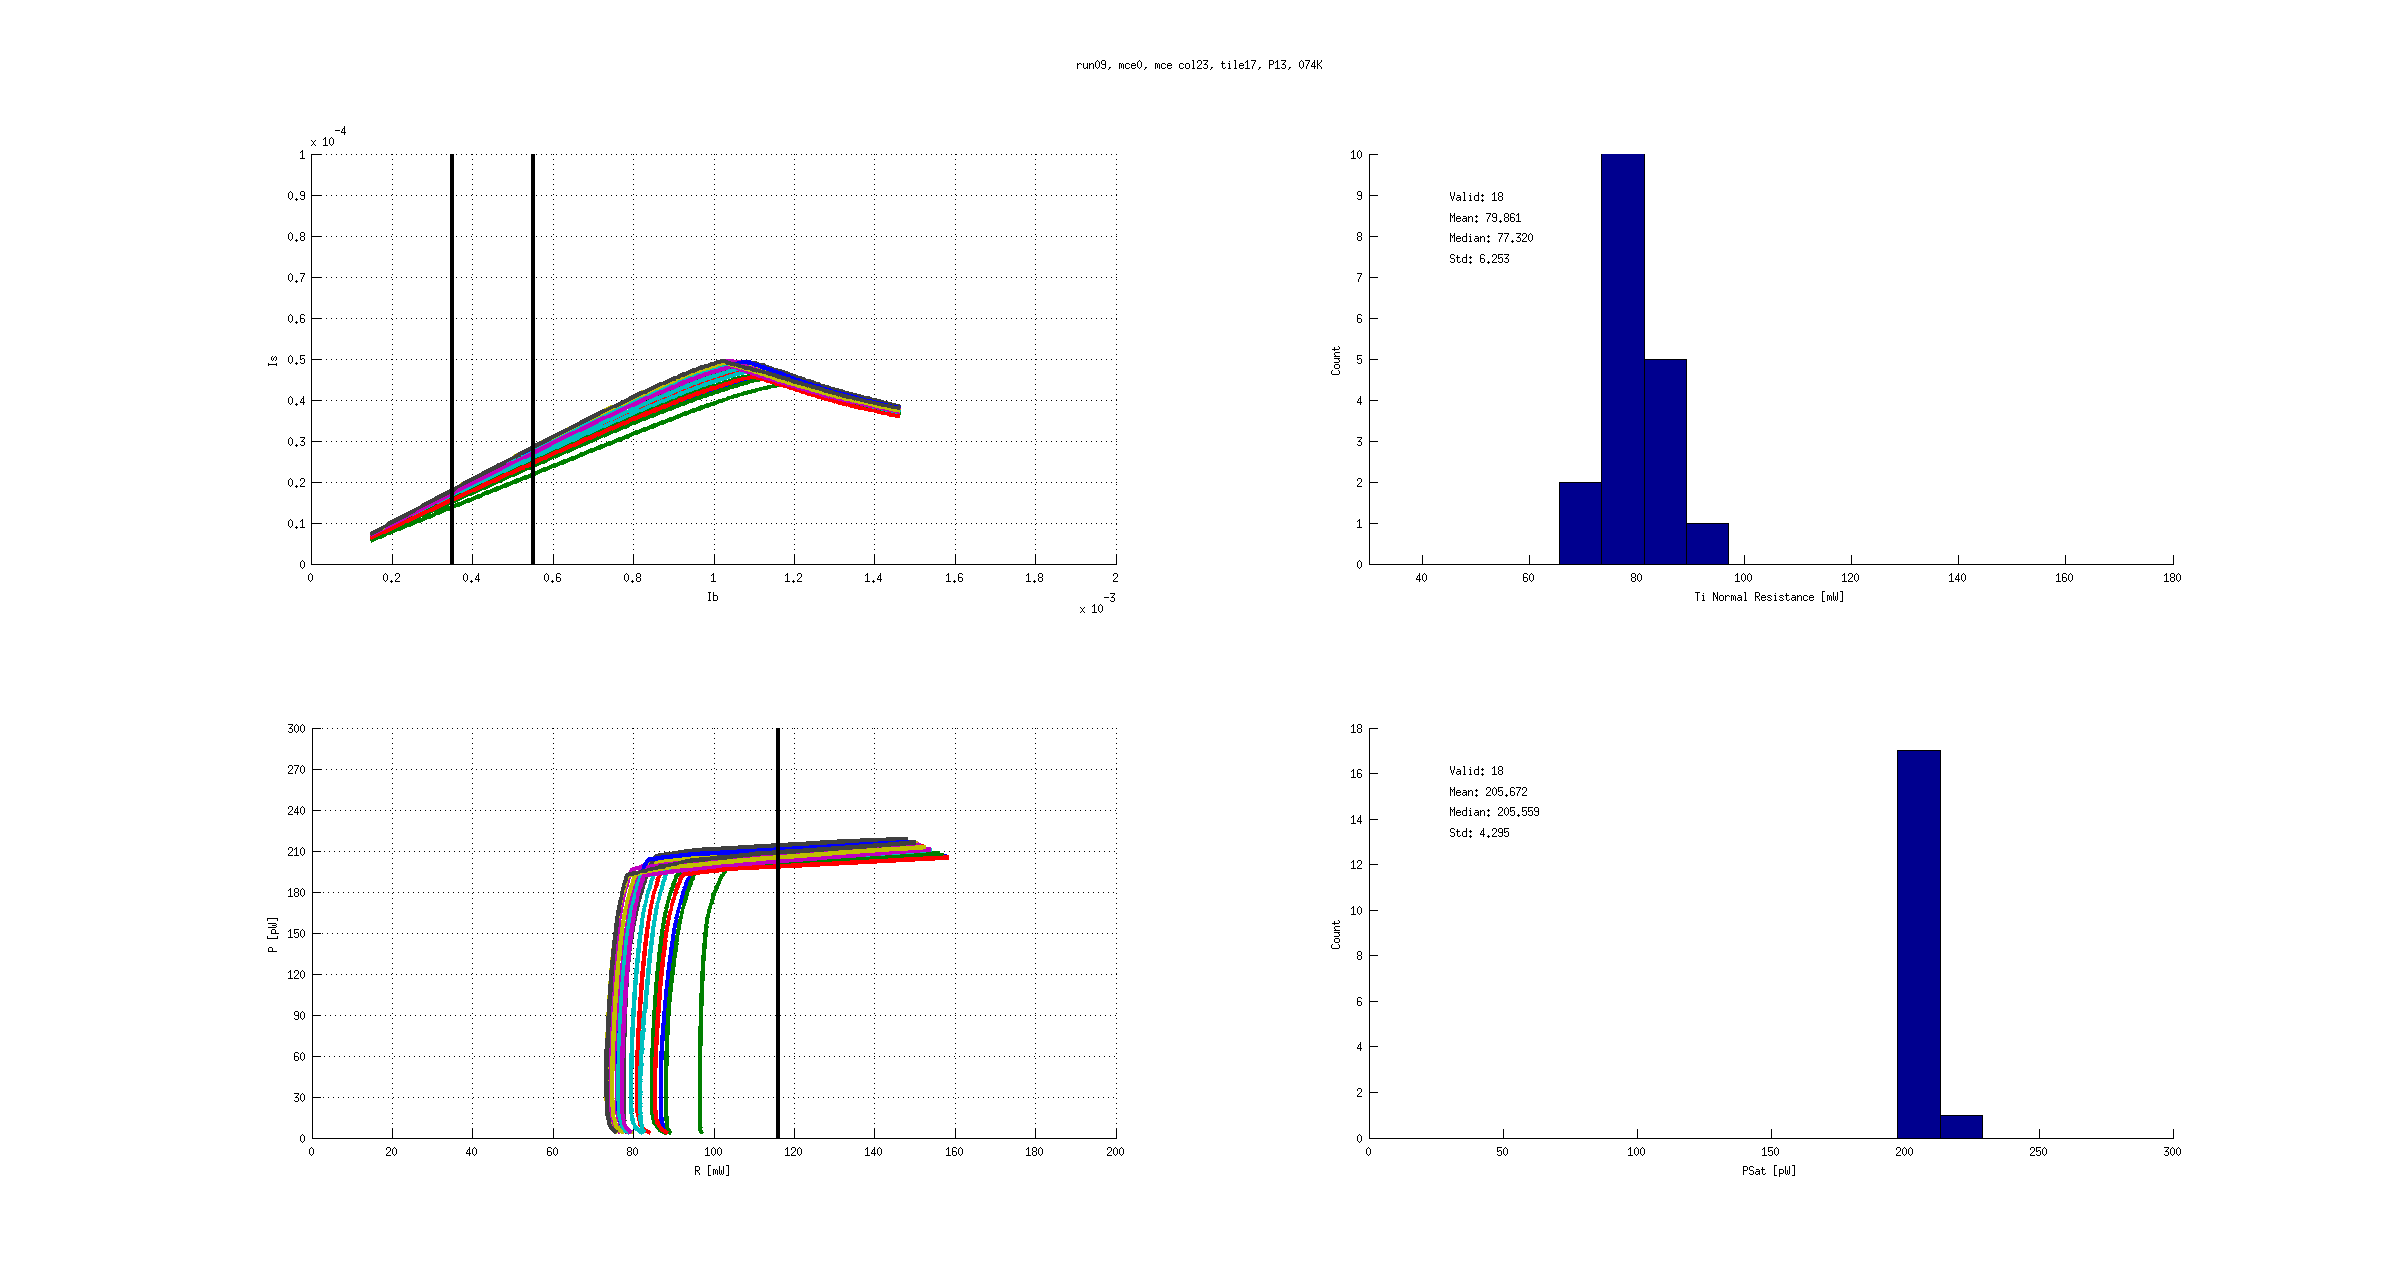 run09, mce0, mce col23, tile17, P13, 074K
x 10^-4
1
0.9
0.8
0.7
0.6
0.5
0.4
0.3
0.2
0.1
0
Is
0 0.2 0.4 0.6 0.8 1 1.2 1.4 1.6 1.8 2
Ib
x 10^-3
10
9
8
7
6
5
4
3
2
1
0
Count
Valid: 18
Mean: 79.861
Median: 77.320
Std: 6.253
40 60 80 100 120 140 160 180
Ti Normal Resistance [mW]
300
270
240
210
180
150
120
90
60
30
0
P [pW]
0 20 40 60 80 100 120 140 160 180 200
R [mW]
18
16
14
12
10
8
6
4
2
0
Count
Valid: 18
Mean: 205.672
Median: 205.559
Std: 4.295
0 50 100 150 200 250 300
PSat [pW]